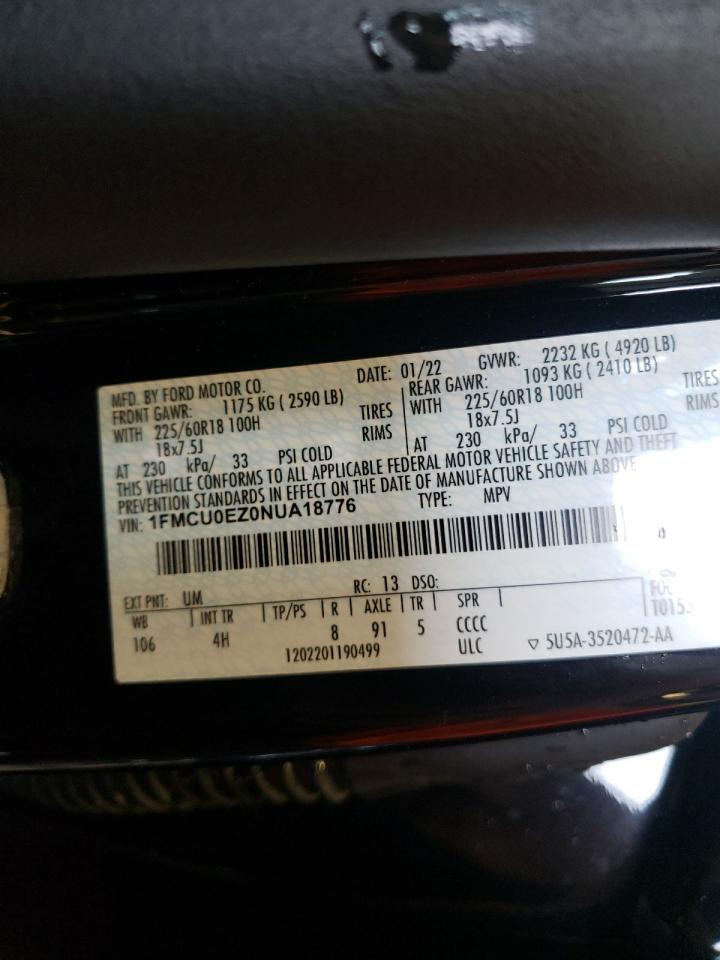 MFD. BY FORD MOTOR CO.
DATE: 01/22 GVWR: 2232 KG ( 4920 LB)
FRONT GAWR: 1175 KG ( 2590 LB) REAR GAWR: 1093 KG ( 2410 LB)
WITH 225/60R18 100H TIRES WITH 225/60R18 100H TIRES
18x7.5J RIMS 18x7.5J RIMS
AT 230 kPa/ 33 PSI COLD AT 230 kPa/ 33 PSI COLD
THIS VEHICLE CONFORMS TO ALL APPLICABLE FEDERAL MOTOR VEHICLE SAFETY AND THEFT
PREVENTION STANDARDS IN EFFECT ON THE DATE OF MANUFACTURE SHOWN ABOVE
VIN: 1FMCU0EZ0NUA18776 TYPE: MPV
EXT PNT: UM RC: 13 DSO:
WB INT TR TP/PS R AXLE TR SPR
106 4H 8 91 5 CCCC
1202201190499 ULC
5U5A-3520472-AA